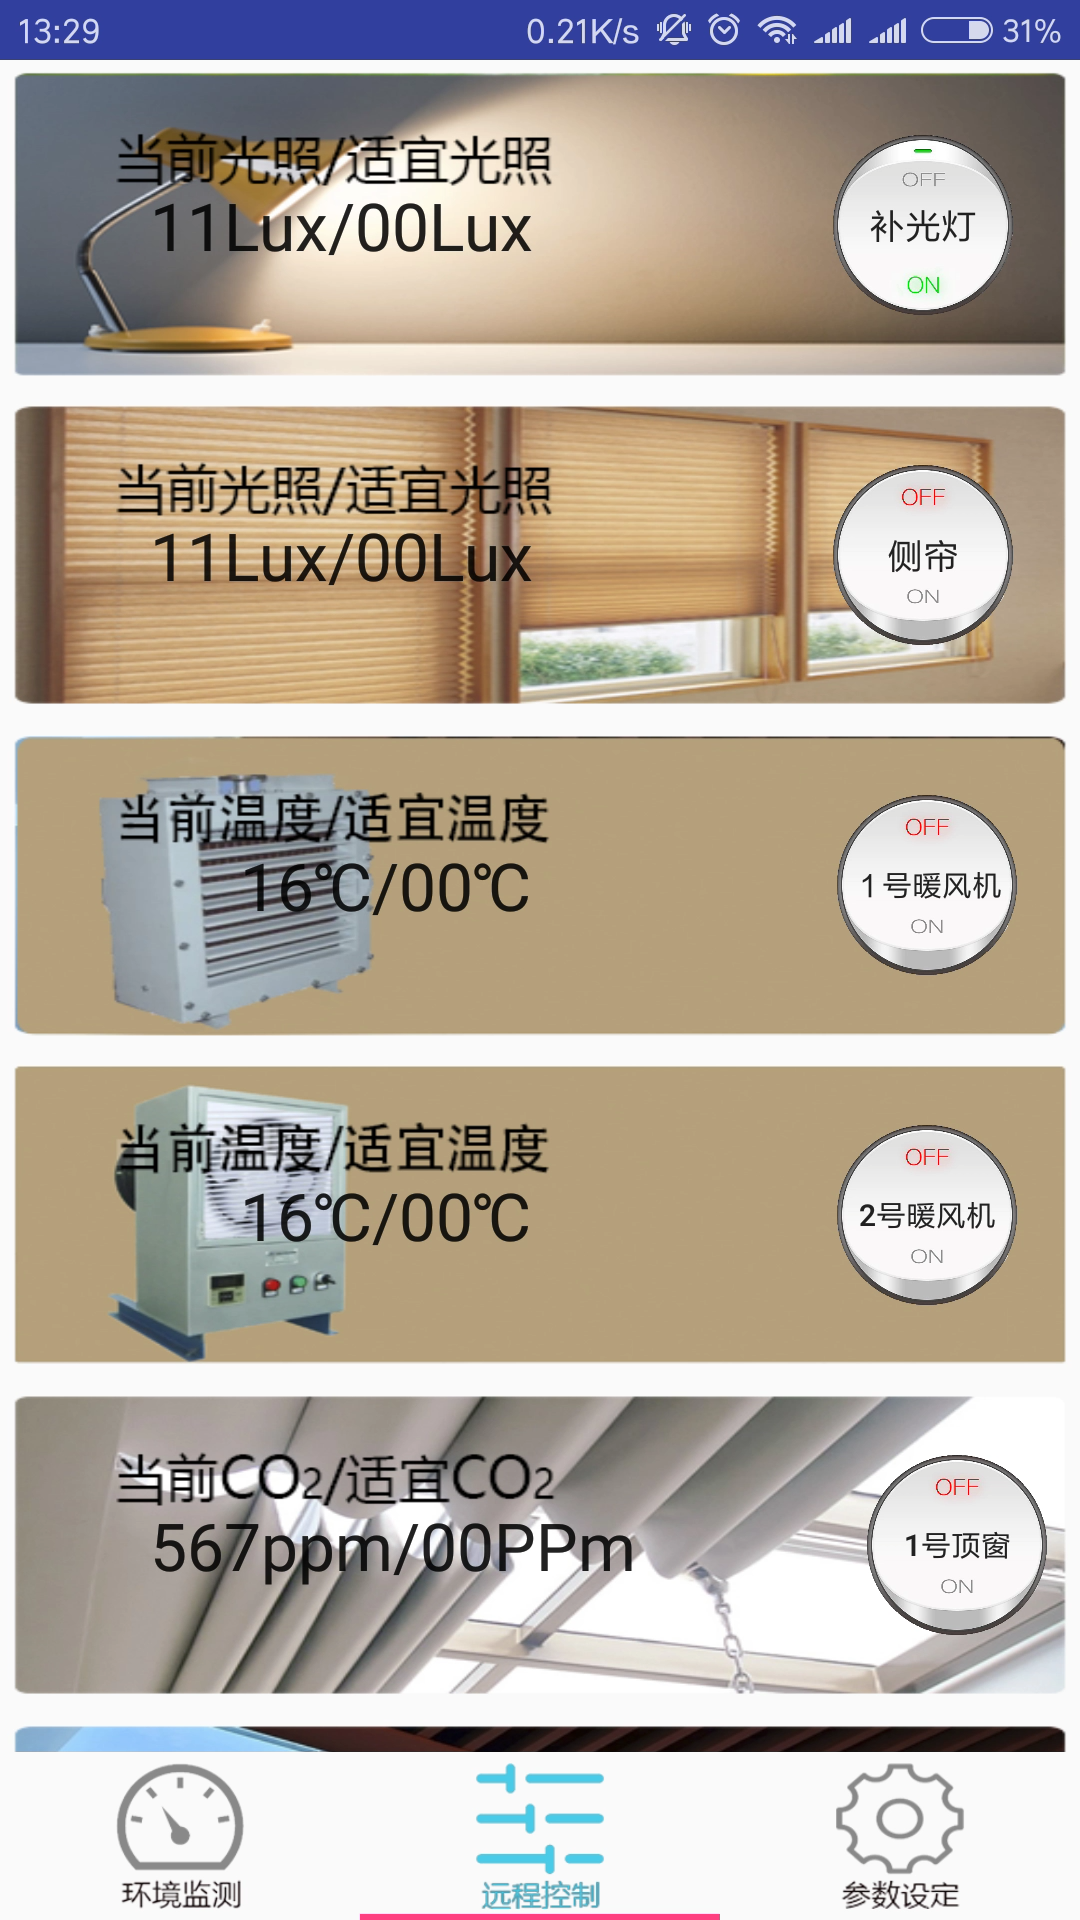 13:29 0.21K/s 31%
当前光照/适宜光照
11Lux/00Lux
OFF
补光灯
ON
当前光照/适宜光照
11Lux/00Lux
OFF
侧帘
ON
当前温度/适宜温度
16℃/00℃
OFF
1号暖风机
ON
当前温度/适宜温度
16℃/00℃
OFF
2号暖风机
ON
当前CO2/适宜CO2
567ppm/00PPm
OFF
1号顶窗
ON
环境监测 远程控制 参数设定